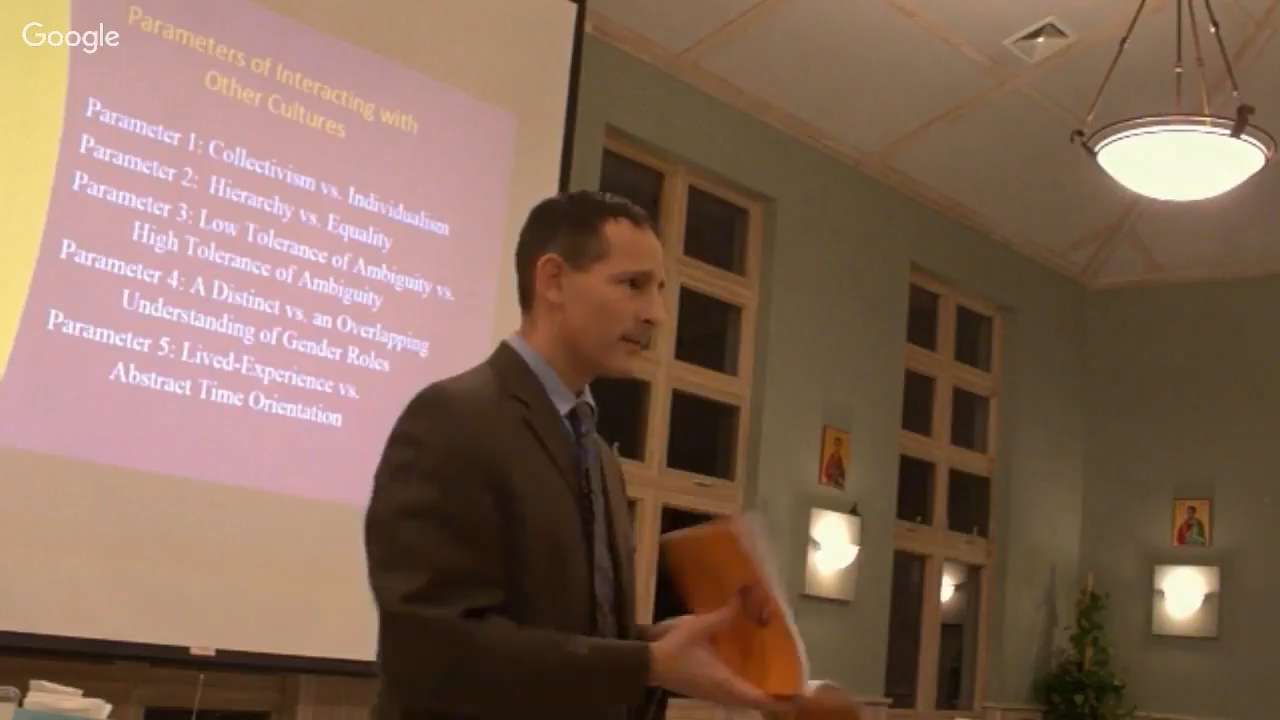 Google
Parameters of Interacting with
Other Cultures
Parameter 1: Collectivism vs. Individualism
Parameter 2: Hierarchy vs. Equality
Parameter 3: Low Tolerance of Ambiguity vs.
High Tolerance of Ambiguity
Parameter 4: A Distinct vs. an Overlapping
Understanding of Gender Roles
Parameter 5: Lived-Experience vs.
Abstract Time Orientation